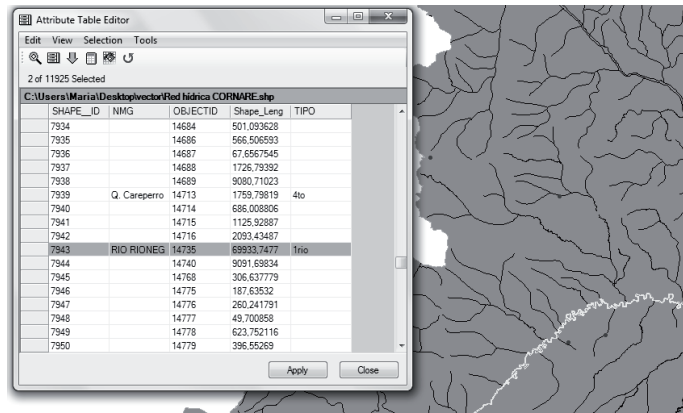 Attribute Table Editor
Edit View Selection Tools
2 of 11925 Selected
C:\Users\Maria\Desktop\vector\Red hídrica CORNARE.shp
SHAPE__ID NMG OBJECTID Shape_Leng TIPO
7934 14684 501,093628
7935 14686 566,506593
7936 14687 67,6567545
7937 14688 1726,79392
7938 14689 9080,71023
7939 Q. Careperro 14713 1759,79819 4to
7940 14714 686,008806
7941 14715 1125,92887
7942 14716 2093,43487
7943 RIO RIONEG 14735 69933,7477 1rio
7944 14740 9091,69834
7945 14768 306,637779
7946 14775 187,63532
7947 14776 260,241791
7948 14777 49,700858
7949 14778 623,752116
7950 14779 396,55269
Apply Close